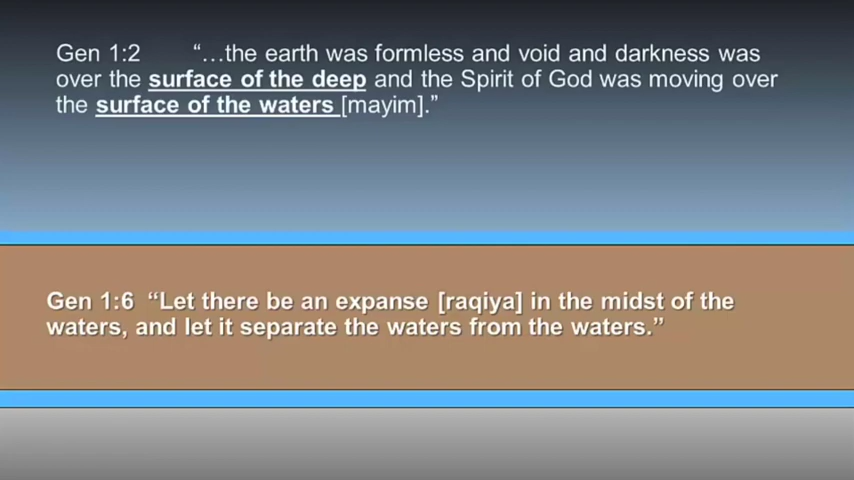 Gen 1:2 “…the earth was formless and void and darkness was
over the surface of the deep and the Spirit of God was moving over
the surface of the waters [mayim].”
Gen 1:6 “Let there be an expanse [raqiya] in the midst of the
waters, and let it separate the waters from the waters.”